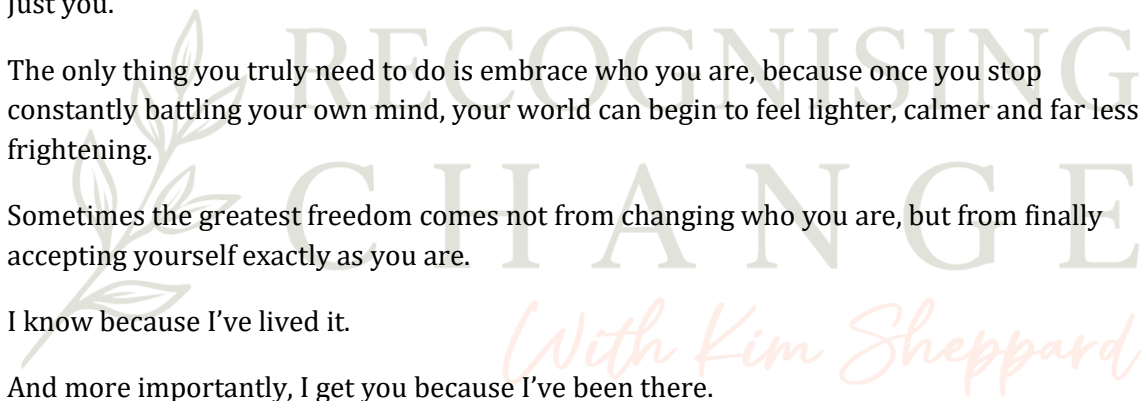 Just you.
RECOGNISING
The only thing you truly need to do is embrace who you are, because once you stop
constantly battling your own mind, your world can begin to feel lighter, calmer and far less
frightening.
CHANGE
Sometimes the greatest freedom comes not from changing who you are, but from finally
accepting yourself exactly as you are.
I know because I’ve lived it.
With Kim Sheppard
And more importantly, I get you because I’ve been there.